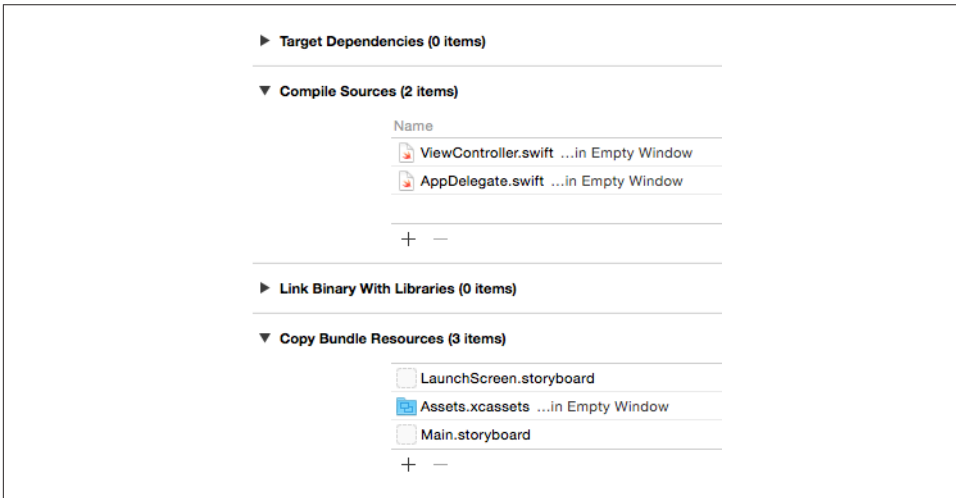 Target Dependencies (0 items)
Compile Sources (2 items)
Name
ViewController.swift ...in Empty Window
AppDelegate.swift ...in Empty Window
Link Binary With Libraries (0 items)
Copy Bundle Resources (3 items)
LaunchScreen.storyboard
Assets.xcassets ...in Empty Window
Main.storyboard